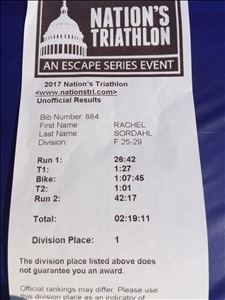 NATION'S
TRIATHLON
AN ESCAPE SERIES EVENT
2017 Nation's Triathlon
<www.nationstri.com>
Unofficial Results
Bib Number: 884
First Name: RACHEL
Last Name: SORDAHL
Division: F 25-29
Run 1: 26:42
T1: 1:27
Bike: 1:07:45
T2: 1:01
Run 2: 42:17
Total: 02:19:11
Division Place: 1
The division place listed above does
not guarantee you an award.
Official rankings may differ. Please use
this division place as an indicator of